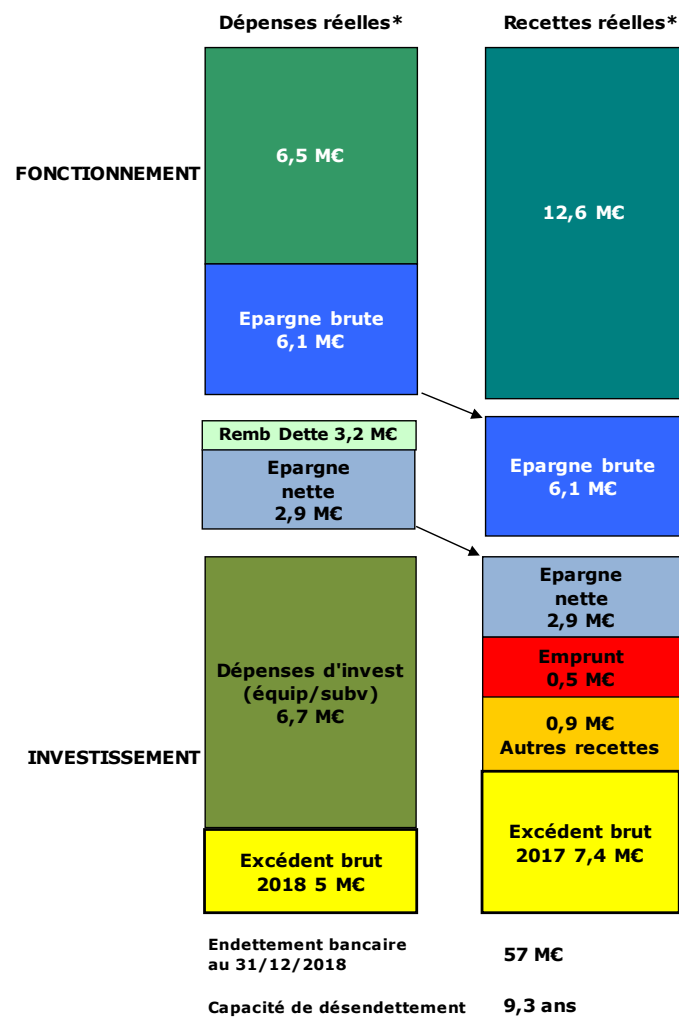 Dépenses réelles*
Recettes réelles*
FONCTIONNEMENT
6,5 M€
12,6 M€
Epargne brute
6,1 M€
Remb Dette 3,2 M€
Epargne
nette
2,9 M€
Epargne brute
6,1 M€
INVESTISSEMENT
Dépenses d'invest
(équip/subv)
6,7 M€
Epargne
nette
2,9 M€
Emprunt
0,5 M€
0,9 M€
Autres recettes
Excédent brut
2018 5 M€
Excédent brut
2017 7,4 M€
Endettement bancaire
au 31/12/2018
57 M€
Capacité de désendettement
9,3 ans